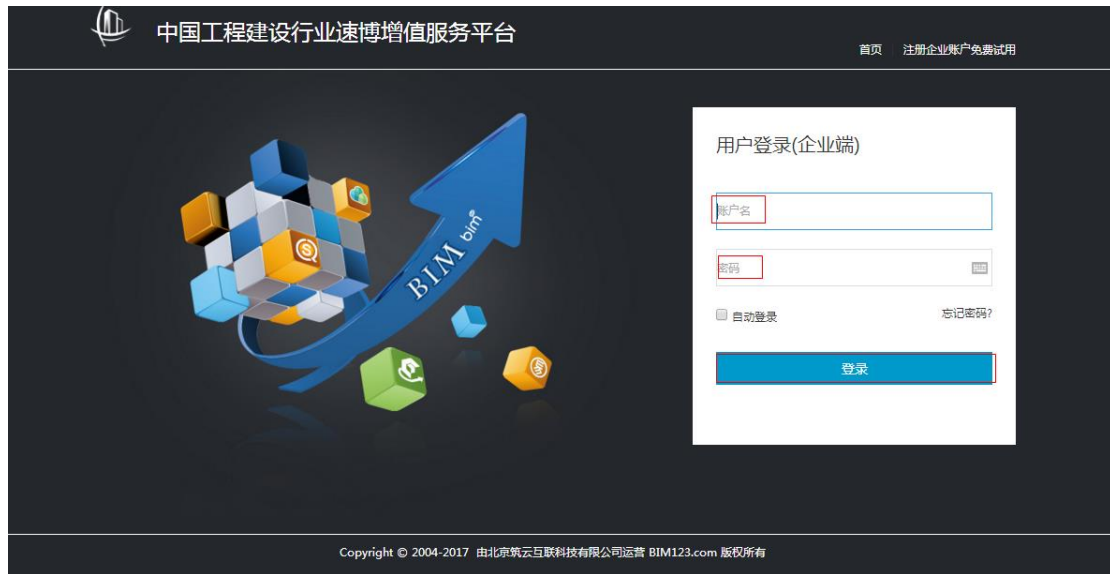 中国工程建设行业速博增值服务平台
首页 注册企业账户免费试用
用户登录(企业端)
账户名
密码
自动登录 忘记密码?
登录
BIM bim
S
Copyright © 2004-2017 由北京筑云互联科技有限公司运营 BIM123.com 版权所有